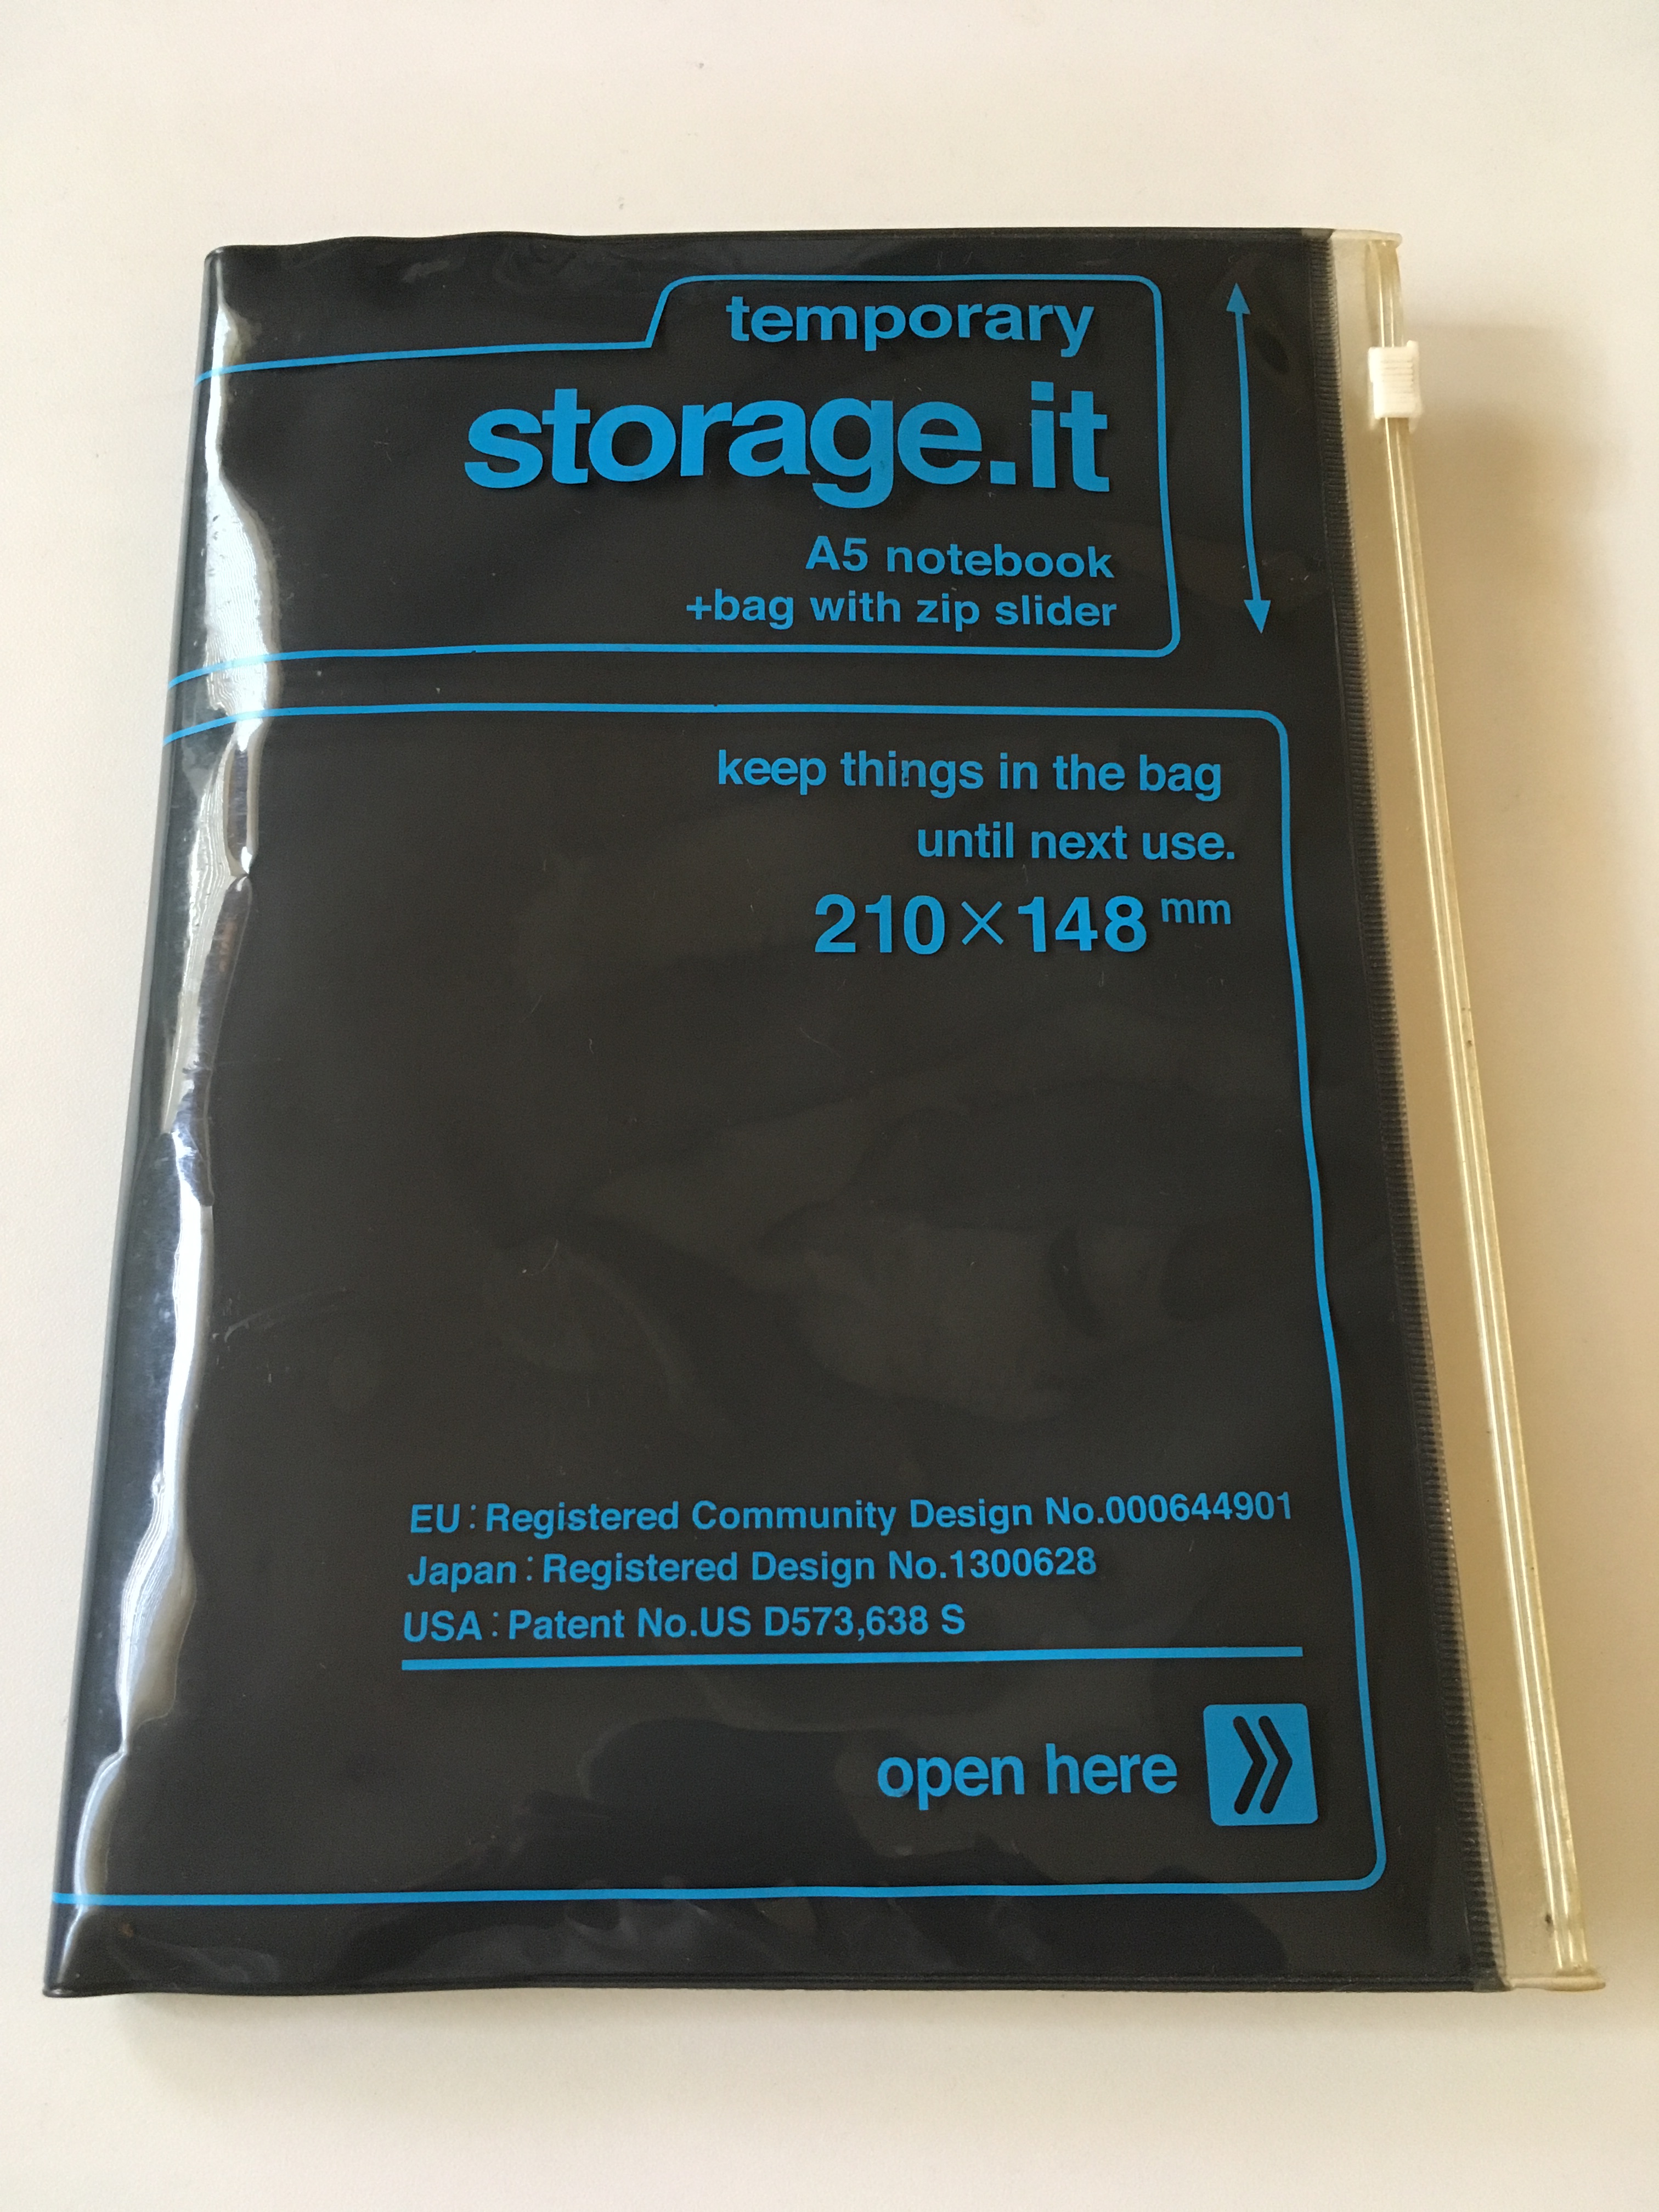 temporary
storage.it
A5 notebook
+bag with zip slider
keep things in the bag
until next use.
210×148 mm
EU:Registered Community Design No.000644901
Japan:Registered Design No.1300628
USA:Patent No.US D573,638 S
open here